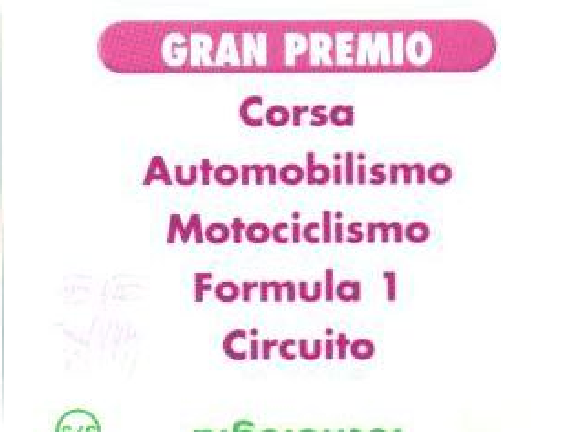 GRAN PREMIO
Corsa
Automobilismo
Motociclismo
Formula 1
Circuito